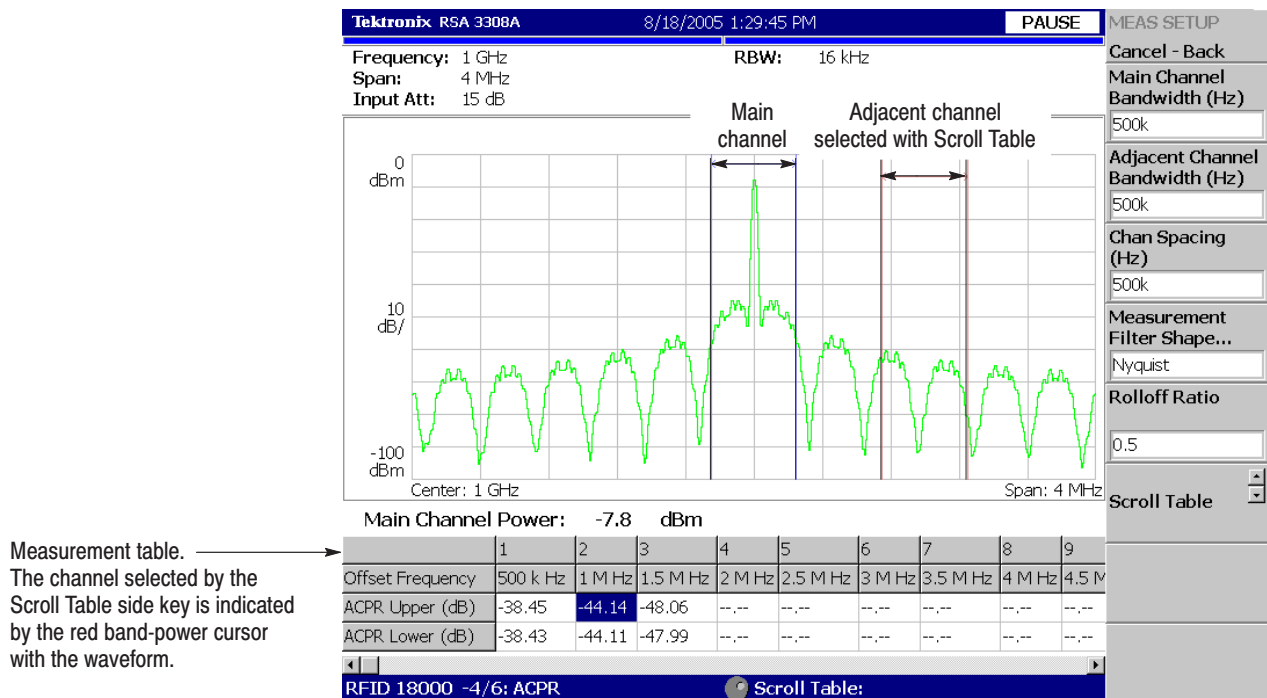 Tektronix RSA 3308A 8/18/2005 1:29:45 PM PAUSE
Frequency: 1 GHz RBW: 16 kHz
Span: 4 MHz
Input Att: 15 dB
Main
channel
Adjacent channel
selected with Scroll Table
0
dBm
10
dB/
-100
dBm
Center: 1 GHz Span: 4 MHz
Main Channel Power: -7.8 dBm
1 2 3 4 5 6 7 8 9
Offset Frequency 500 k Hz 1 M Hz 1.5 M Hz 2 M Hz 2.5 M Hz 3 M Hz 3.5 M Hz 4 M Hz 4.5 M
ACPR Upper (dB) -38.45 -44.14 -48.06 --.-- --.-- --.-- --.-- --.-- --.--
ACPR Lower (dB) -38.43 -44.11 -47.99 --.-- --.-- --.-- --.-- --.-- --.--
RFID 18000 -4/6: ACPR Scroll Table:
MEAS SETUP
Cancel - Back
Main Channel
Bandwidth (Hz)
500k
Adjacent Channel
Bandwidth (Hz)
500k
Chan Spacing
(Hz)
500k
Measurement
Filter Shape...
Nyquist
Rolloff Ratio
0.5
Scroll Table
Measurement table.
The channel selected by the
Scroll Table side key is indicated
by the red band-power cursor
with the waveform.